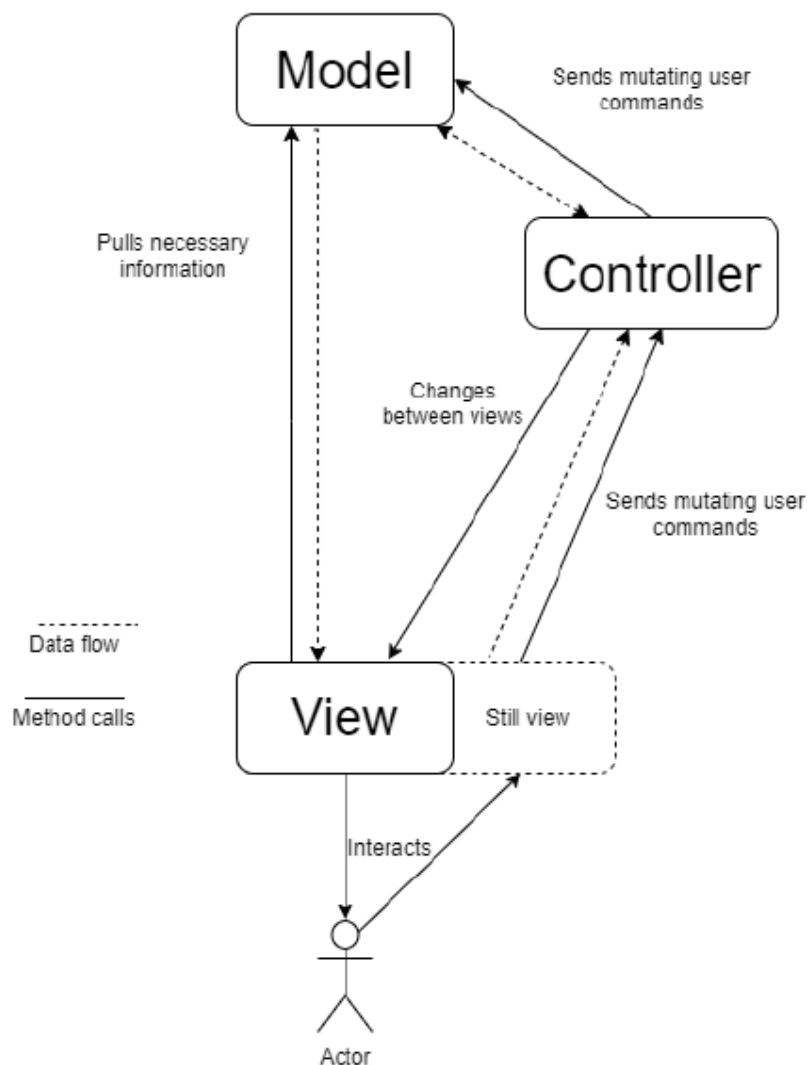 Model
Sends mutating user
commands
Pulls necessary
information
Controller
Changes
between views
Sends mutating user
commands
Data flow
Method calls
View
Still view
Interacts
Actor